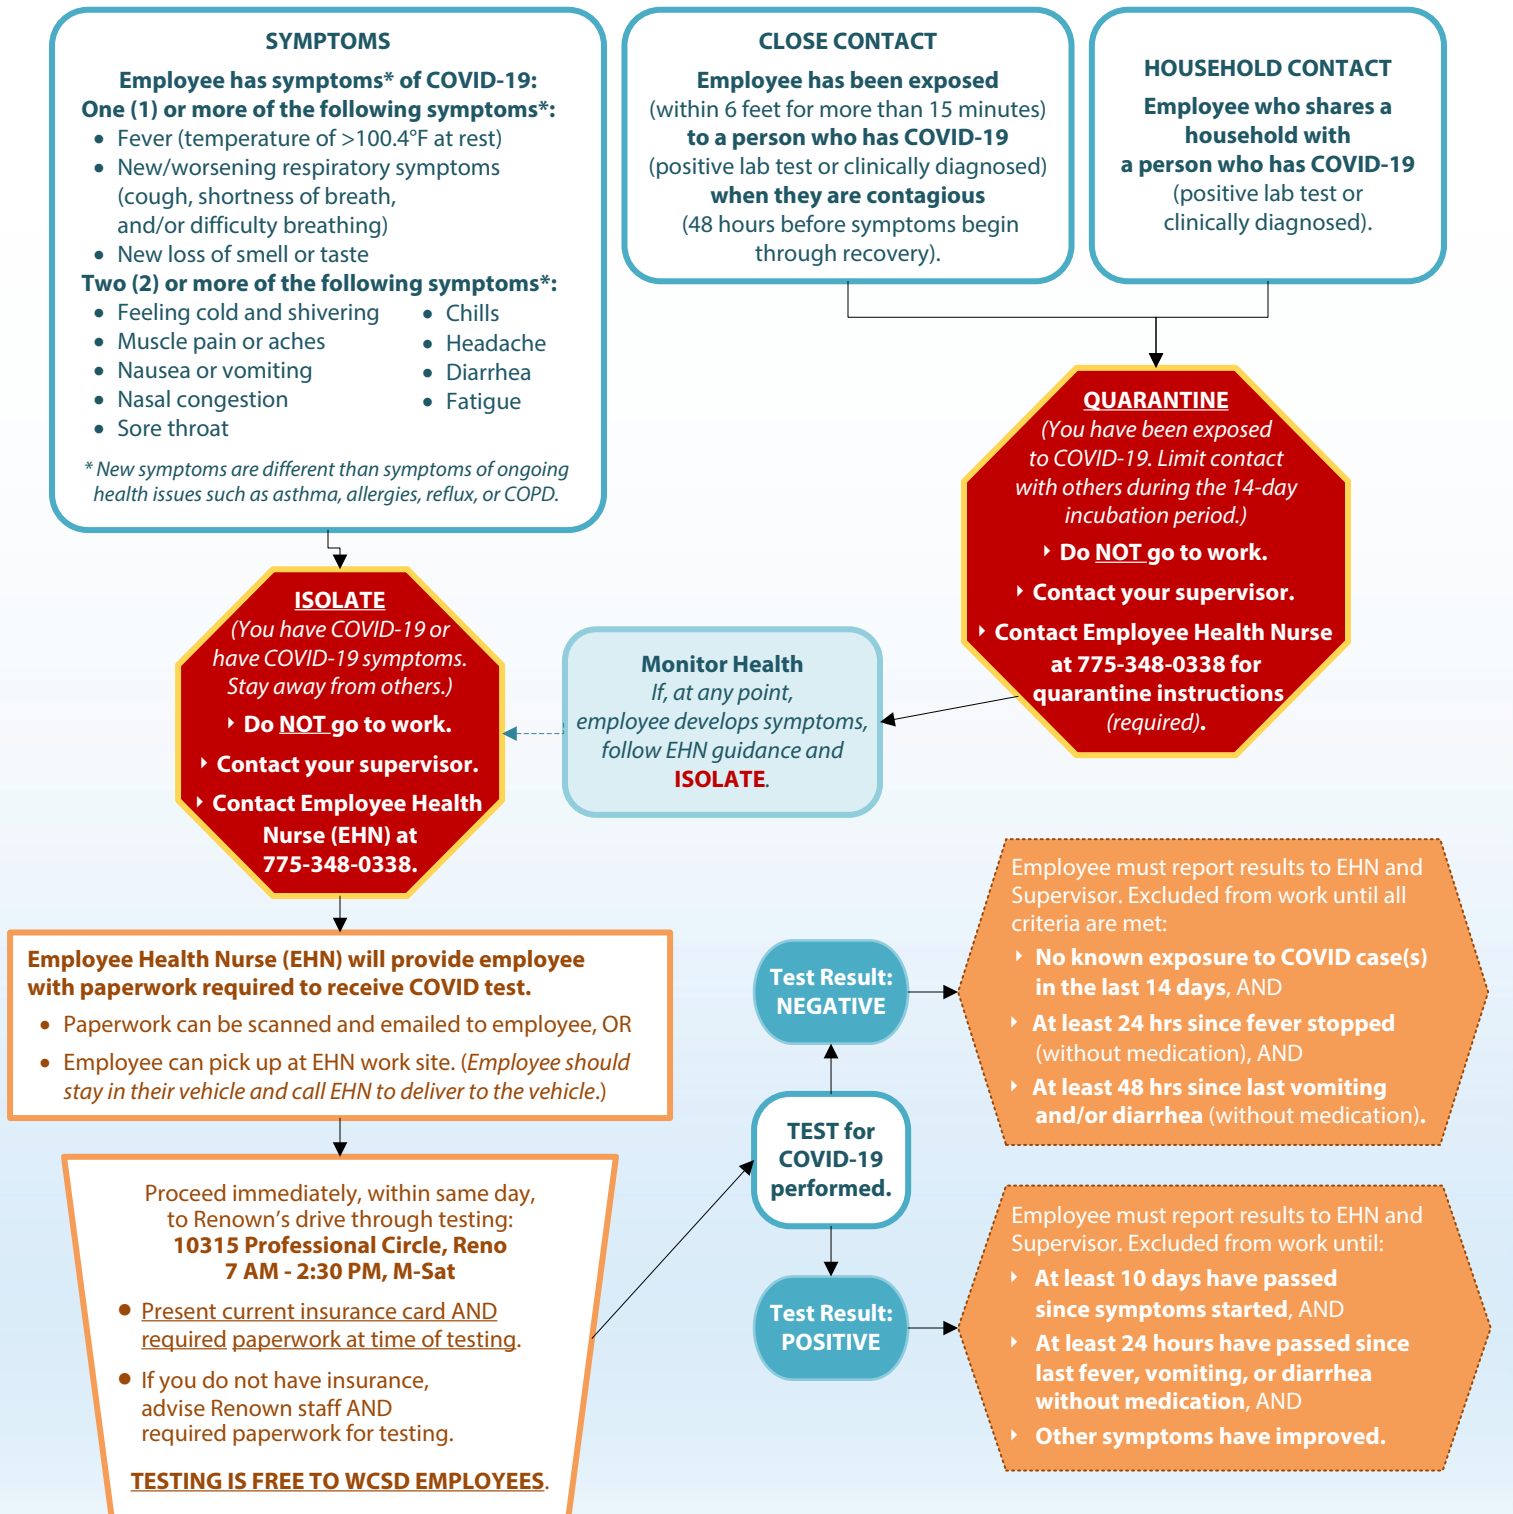 SYMPTOMS
Employee has symptoms* of COVID-19:
One (1) or more of the following symptoms*:
• Fever (temperature of >100.4°F at rest)
• New/worsening respiratory symptoms
(cough, shortness of breath,
and/or difficulty breathing)
• New loss of smell or taste
Two (2) or more of the following symptoms*:
• Feeling cold and shivering
• Muscle pain or aches
• Nausea or vomiting
• Nasal congestion
• Sore throat
• Chills
• Headache
• Diarrhea
• Fatigue
* New symptoms are different than symptoms of ongoing
health issues such as asthma, allergies, reflux, or COPD.
CLOSE CONTACT
Employee has been exposed
(within 6 feet for more than 15 minutes)
to a person who has COVID-19
(positive lab test or clinically diagnosed)
when they are contagious
(48 hours before symptoms begin
through recovery).
HOUSEHOLD CONTACT
Employee who shares a
household with
a person who has COVID-19
(positive lab test or
clinically diagnosed).
QUARANTINE
(You have been exposed
to COVID-19. Limit contact
with others during the 14-day
incubation period.)
‣ Do NOT go to work.
‣ Contact your supervisor.
‣ Contact Employee Health Nurse
at 775-348-0338 for
quarantine instructions
(required).
Monitor Health
If, at any point,
employee develops symptoms,
follow EHN guidance and
ISOLATE.
ISOLATE
(You have COVID-19 or
have COVID-19 symptoms.
Stay away from others.)
‣ Do NOT go to work.
‣ Contact your supervisor.
‣ Contact Employee Health
Nurse (EHN) at
775-348-0338.
Employee Health Nurse (EHN) will provide employee
with paperwork required to receive COVID test.
• Paperwork can be scanned and emailed to employee, OR
• Employee can pick up at EHN work site. (Employee should
stay in their vehicle and call EHN to deliver to the vehicle.)
Proceed immediately, within same day,
to Renown's drive through testing:
10315 Professional Circle, Reno
7 AM - 2:30 PM, M-Sat
• Present current insurance card AND
required paperwork at time of testing.
• If you do not have insurance,
advise Renown staff AND
required paperwork for testing.
TESTING IS FREE TO WCSD EMPLOYEES.
TEST for
COVID-19
performed.
Test Result:
NEGATIVE
Employee must report results to EHN and
Supervisor. Excluded from work until all
criteria are met:
‣ No known exposure to COVID case(s)
in the last 14 days, AND
‣ At least 24 hrs since fever stopped
(without medication), AND
‣ At least 48 hrs since last vomiting
and/or diarrhea (without medication).
Test Result:
POSITIVE
Employee must report results to EHN and
Supervisor. Excluded from work until:
‣ At least 10 days have passed
since symptoms started, AND
‣ At least 24 hours have passed since
last fever, vomiting, or diarrhea
without medication, AND
‣ Other symptoms have improved.